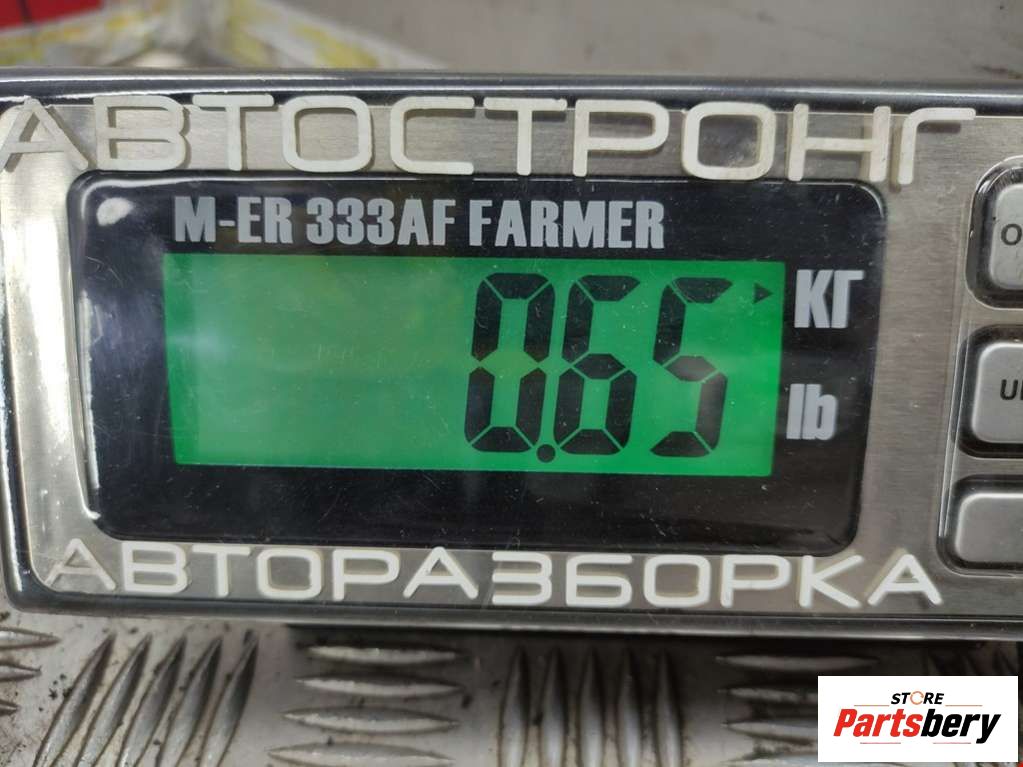 АВТОСТРОНГ
M-ER 333AF FARMER
0.65
КГ
lb
АВТОРАЗБОРКА
STORE
Partsbery